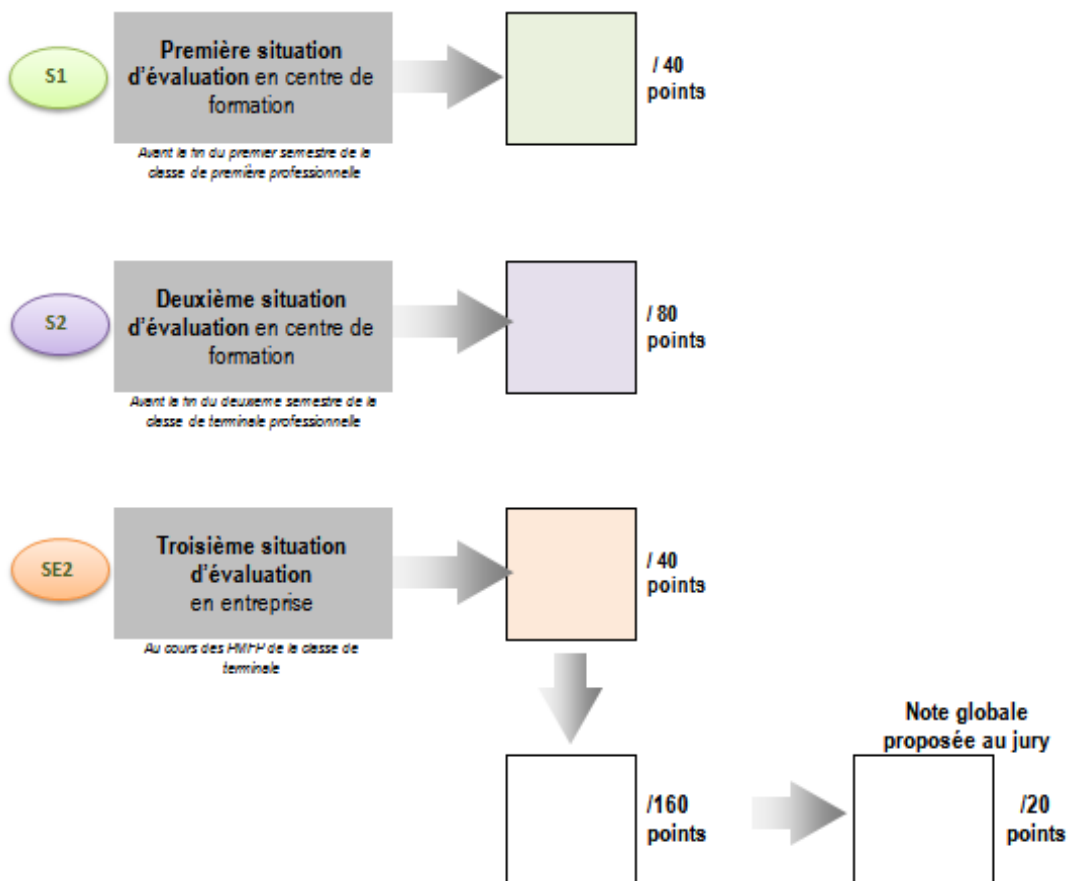 S1
Première situation
d'évaluation en centre de
formation
/ 40
points
Avant la fin du premier semestre de la
classe de première professionnelle
S2
Deuxième situation
d'évaluation en centre de
formation
/ 80
points
Avant la fin du deuxieme semestre de la
classe de terminale professionnelle
SE2
Troisième situation
d'évaluation
en entreprise
/ 40
points
Au cours des PMFP de la classe de
terminale
Note globale
proposée au jury
/160
points
/20
points